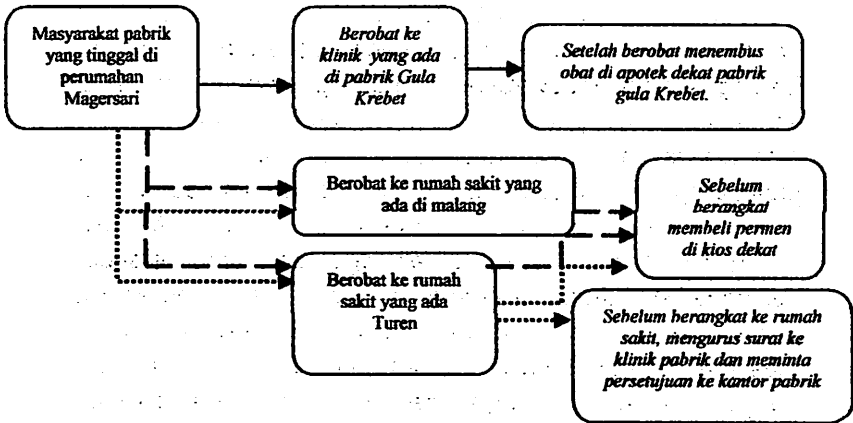 Masyarakat pabrik
yang tinggal di
perumahan
Magersari
Berobat ke
klinik yang ada
di pabrik Gula
Krebet
Setelah berobat menembus
obat di apotek dekat pabrik
gula Krebet.
Berobat ke rumah sakit yang
ada di malang
Sebelum
berangkat
membeli permen
di kios dekat
Berobat ke rumah
sakit yang ada
Turen
Sebelum berangkat ke rumah
sakit, mengurus surat ke
klinik pabrik dan meminta
persetujuan ke kantor pabrik